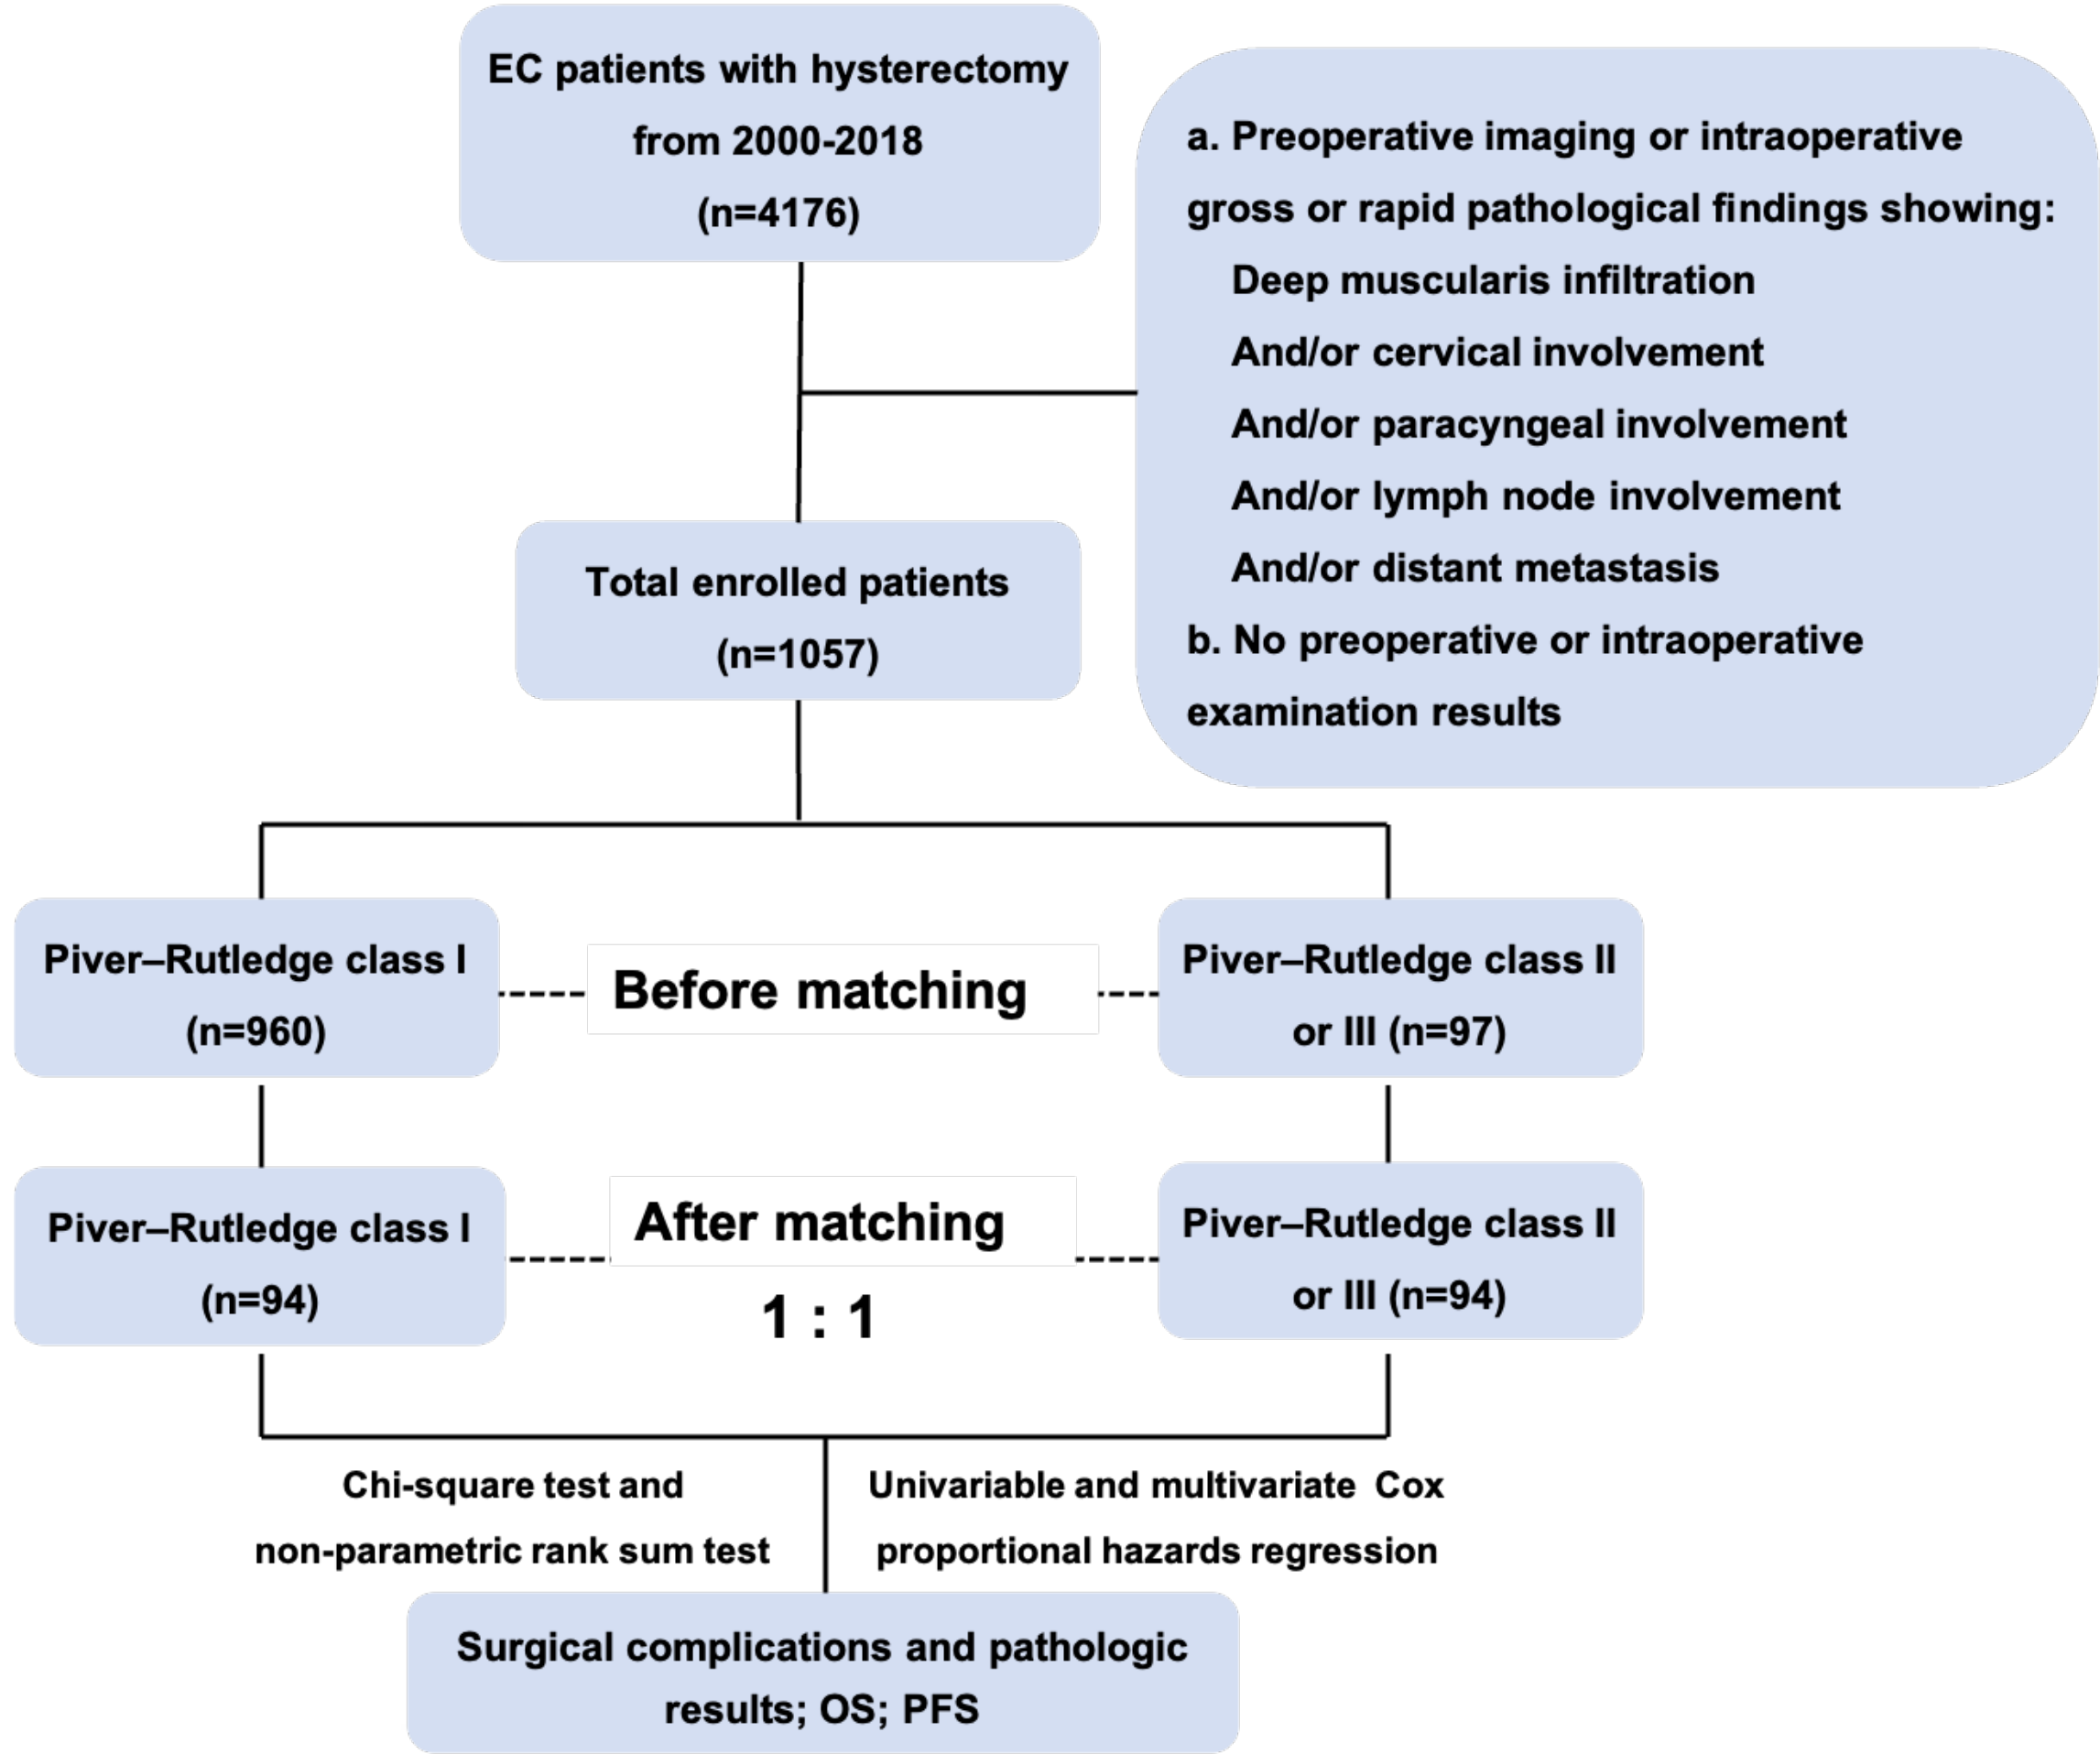 EC patients with hysterectomy
from 2000-2018
(n=4176)
a. Preoperative imaging or intraoperative
gross or rapid pathological findings showing:
Deep muscularis infiltration
And/or cervical involvement
And/or paracyngeal involvement
And/or lymph node involvement
And/or distant metastasis
b. No preoperative or intraoperative
examination results
Total enrolled patients
(n=1057)
Piver–Rutledge class I
(n=960)
Before matching
Piver–Rutledge class II
or III (n=97)
Piver–Rutledge class I
(n=94)
After matching
1 : 1
Piver–Rutledge class II
or III (n=94)
Chi-square test and
non-parametric rank sum test
Univariable and multivariate Cox
proportional hazards regression
Surgical complications and pathologic
results; OS; PFS